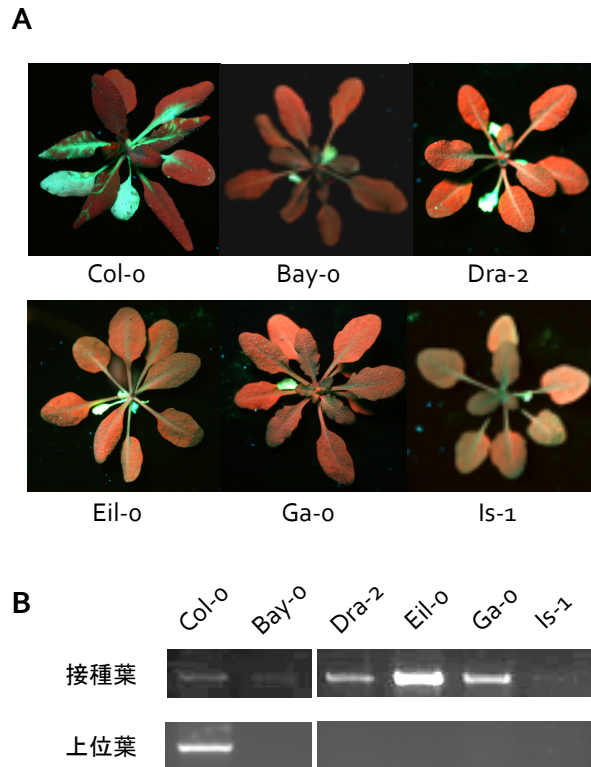 A
Col-0 Bay-0 Dra-2
Eil-0 Ga-0 Is-1
B
Col-0 Bay-0 Dra-2 Eil-0 Ga-0 Is-1
接種葉
上位葉